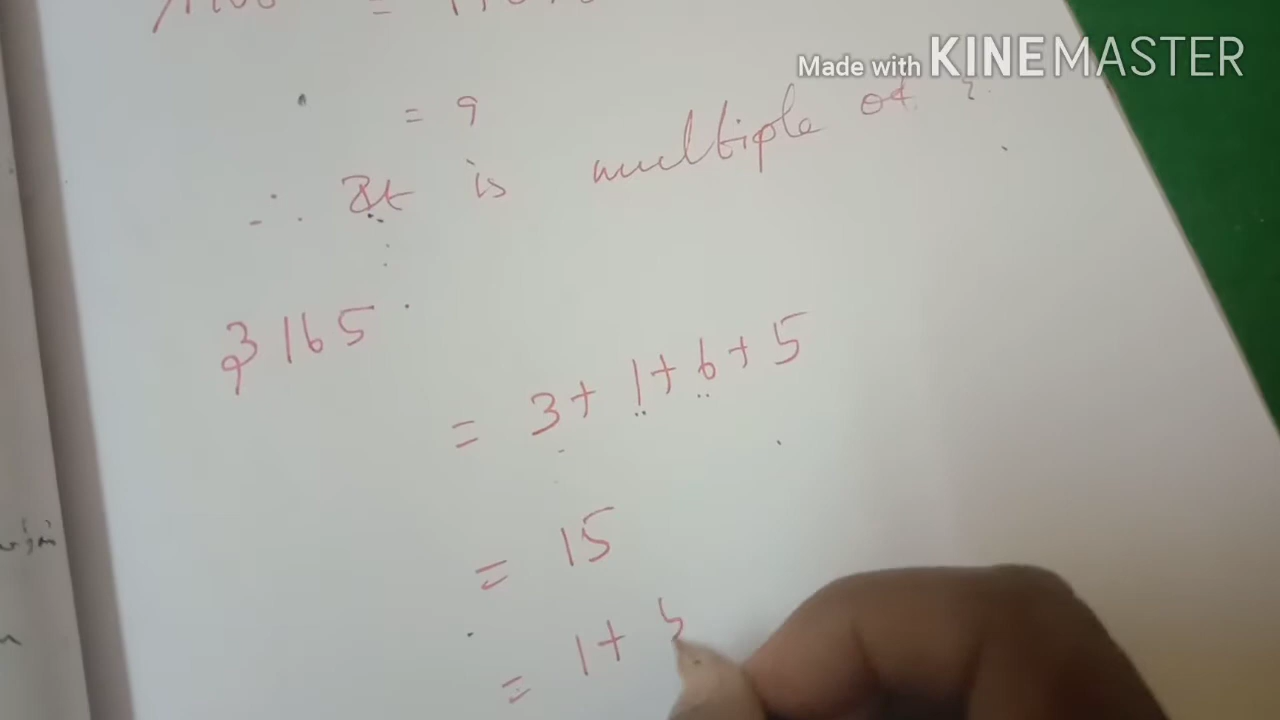 Made with KINEMASTER
= 9
∴ It is multiple of
3165
= 3+ 1+ 6+ 5
= 15
= 1+ 5